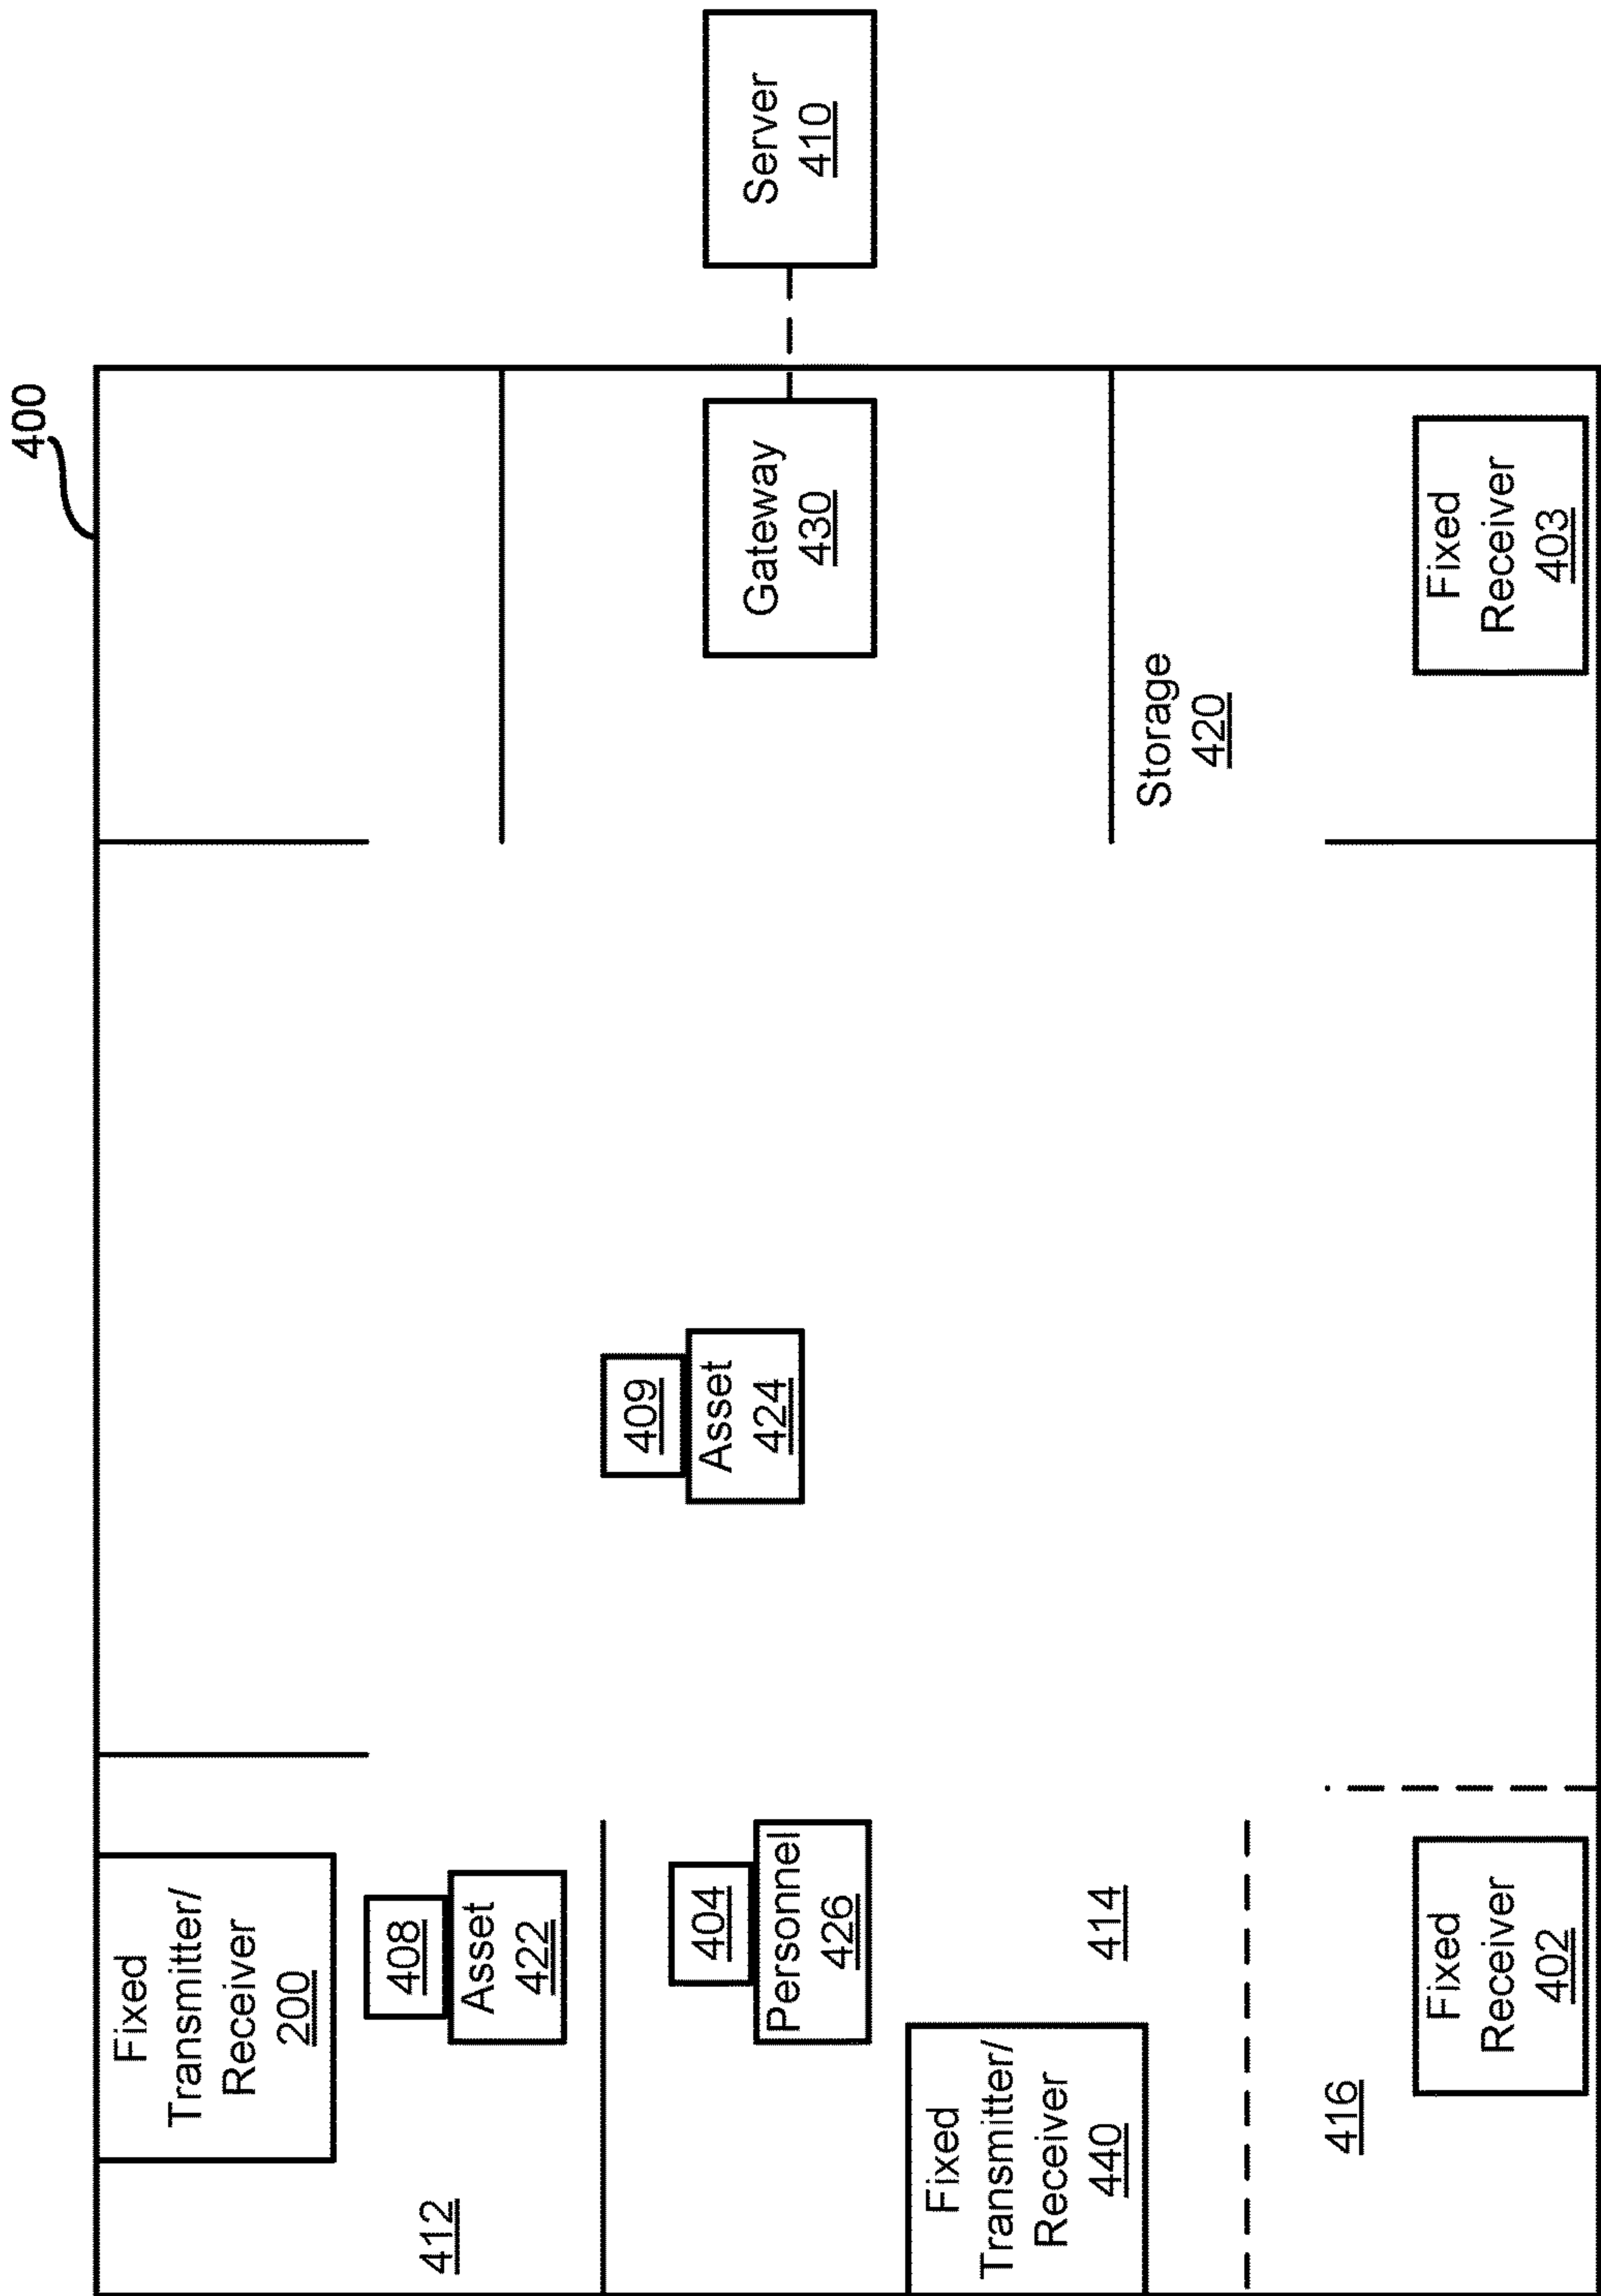 400
Fixed
Transmitter/
Receiver
200
412
408
Asset
422
409
Asset
424
404
Personnel
426
Gateway
430
Server
410
Fixed
Transmitter/
Receiver
440
414
Storage
420
416
Fixed
Receiver
402
Fixed
Receiver
403